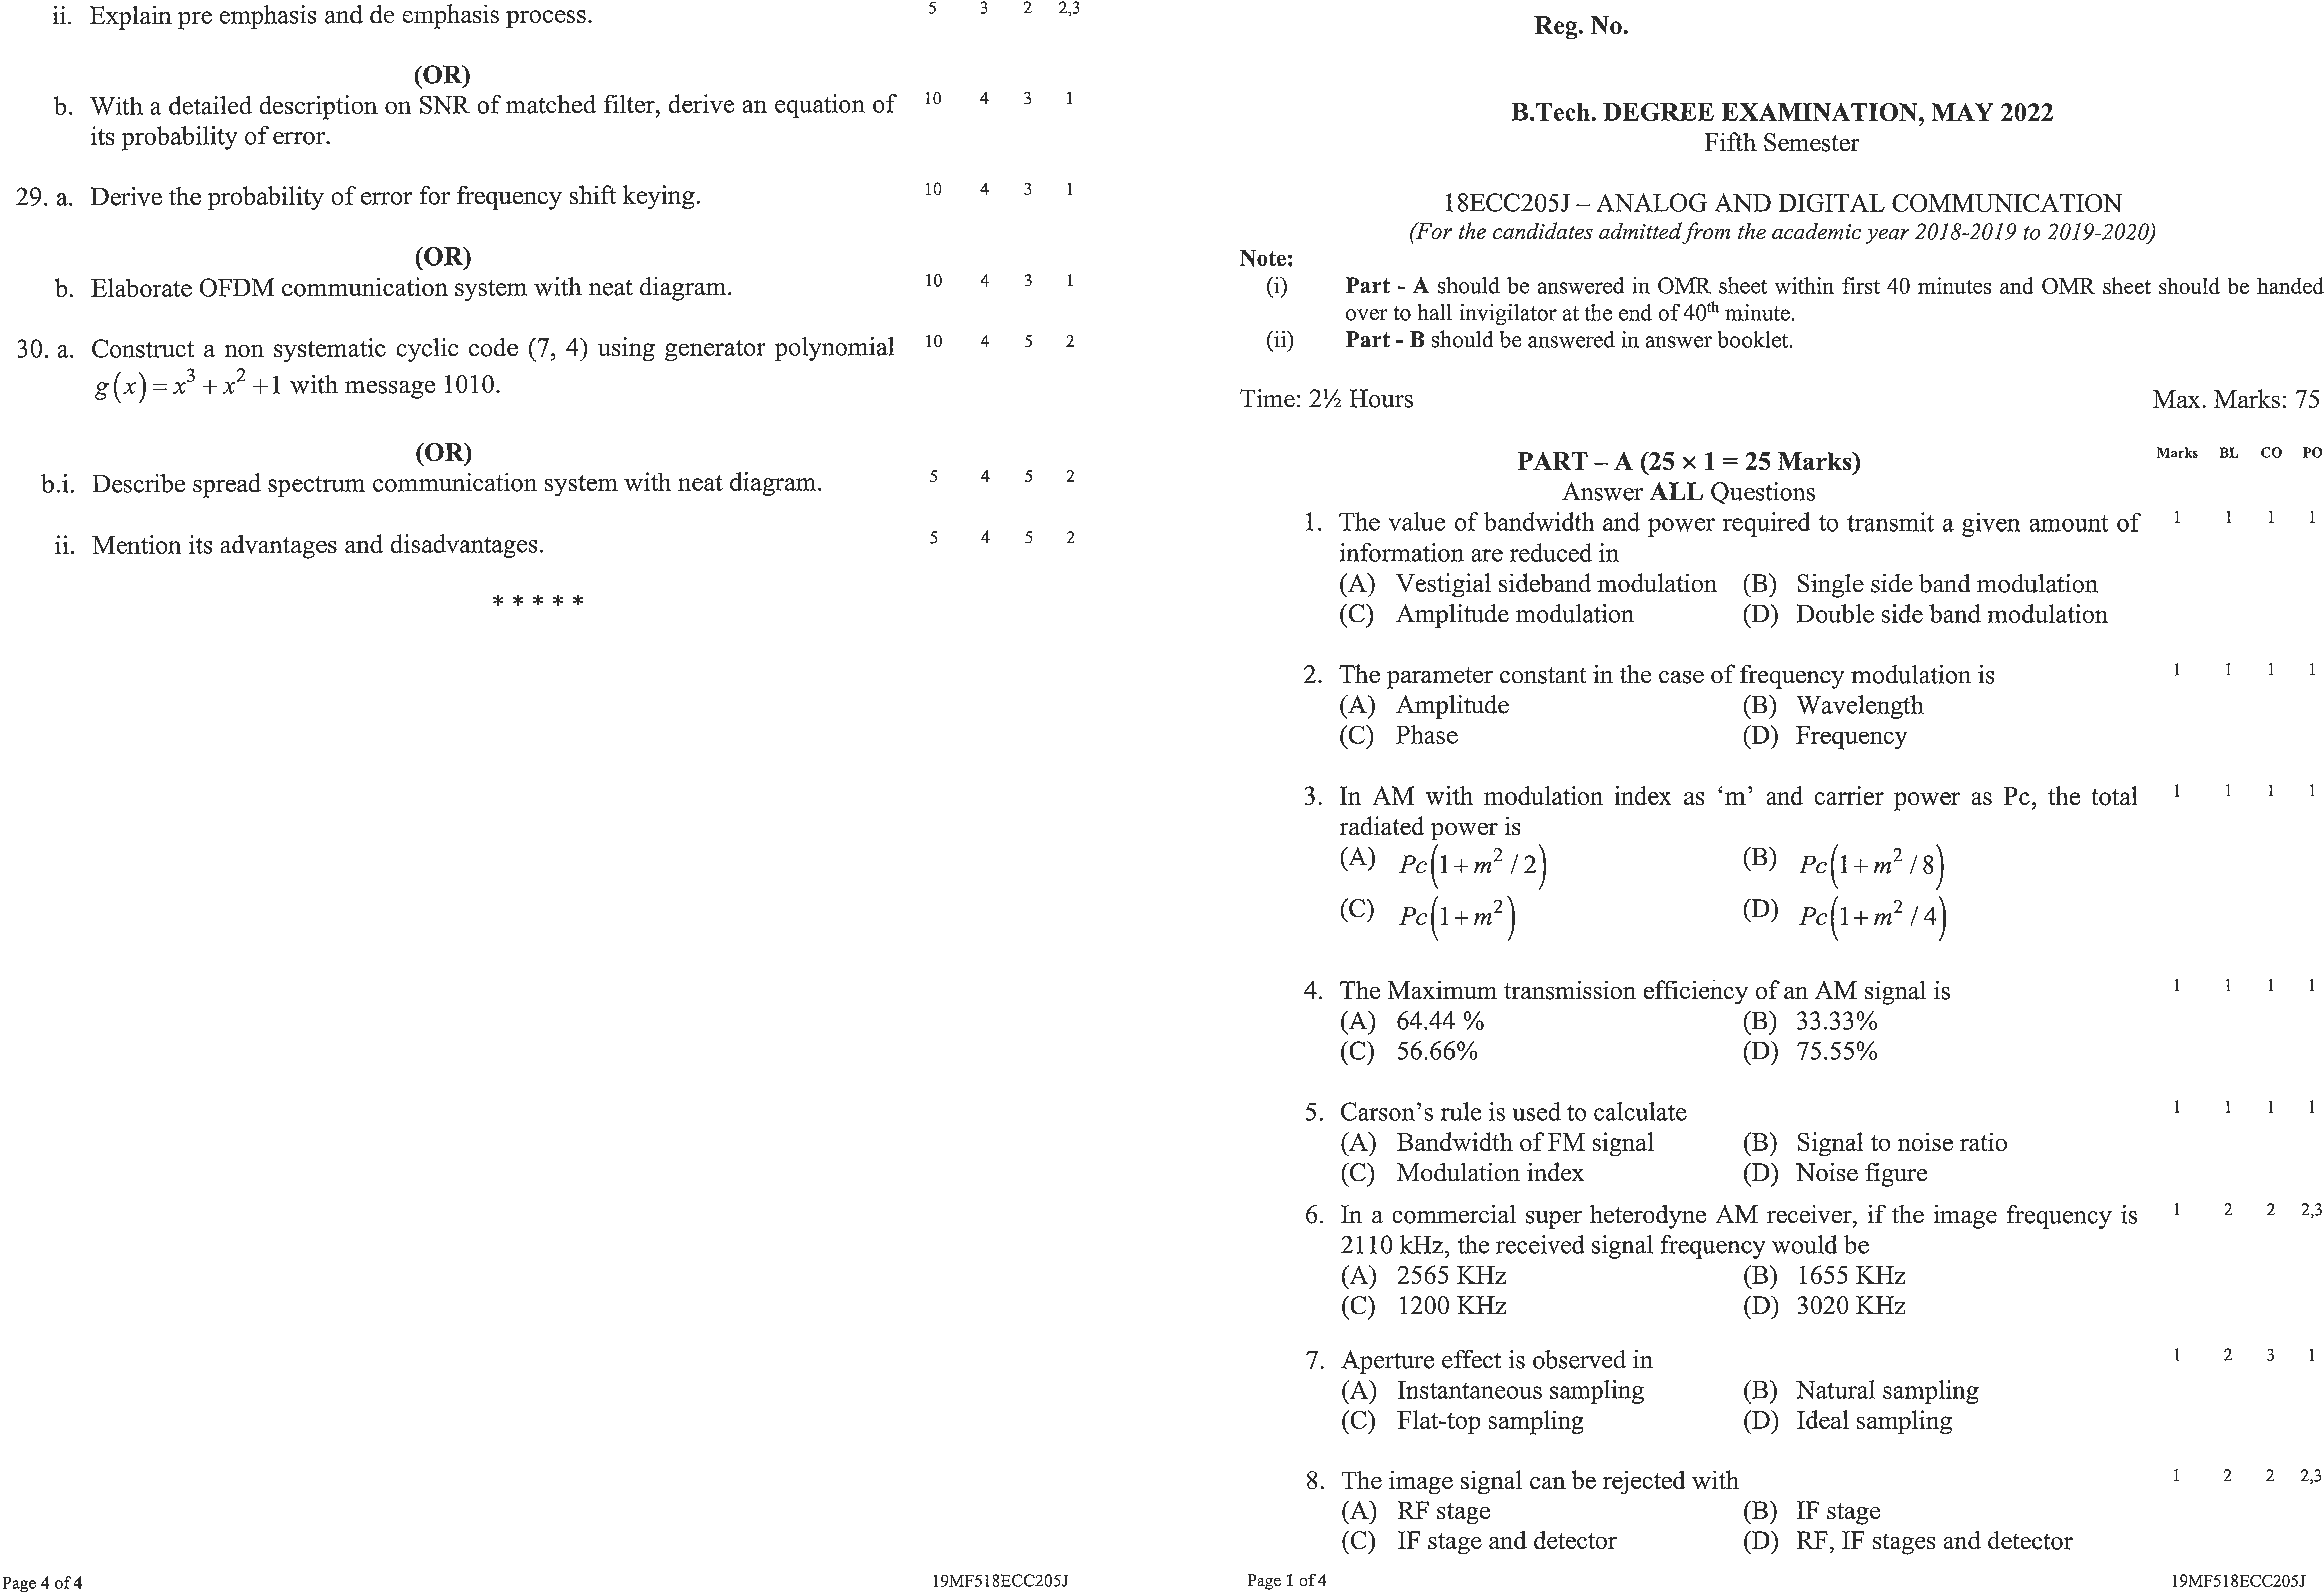 ii. Explain pre emphasis and de emphasis process. 5 3 2 2,3
(OR)
b. With a detailed description on SNR of matched filter, derive an equation of 10 4 3 1
its probability of error.
29. a. Derive the probability of error for frequency shift keying. 10 4 3 1
(OR)
b. Elaborate OFDM communication system with neat diagram. 10 4 3 1
30. a. Construct a non systematic cyclic code (7, 4) using generator polynomial 10 4 5 2
g(x) = x³ + x² + 1 with message 1010.
(OR)
b.i. Describe spread spectrum communication system with neat diagram. 5 4 5 2
ii. Mention its advantages and disadvantages. 5 4 5 2
* * * * *
Page 4 of 4 19MF518ECC205J
Reg. No.
B.Tech. DEGREE EXAMINATION, MAY 2022
Fifth Semester
18ECC205J – ANALOG AND DIGITAL COMMUNICATION
(For the candidates admitted from the academic year 2018-2019 to 2019-2020)
Note:
(i) Part - A should be answered in OMR sheet within first 40 minutes and OMR sheet should be handed
over to hall invigilator at the end of 40th minute.
(ii) Part - B should be answered in answer booklet.
Time: 2½ Hours Max. Marks: 75
PART – A (25 × 1 = 25 Marks) Marks BL CO PO
Answer ALL Questions
1. The value of bandwidth and power required to transmit a given amount of 1 1 1 1
information are reduced in
(A) Vestigial sideband modulation (B) Single side band modulation
(C) Amplitude modulation (D) Double side band modulation
2. The parameter constant in the case of frequency modulation is 1 1 1 1
(A) Amplitude (B) Wavelength
(C) Phase (D) Frequency
3. In AM with modulation index as ‘m’ and carrier power as Pc, the total 1 1 1 1
radiated power is
(A) Pc(1+m² / 2) (B) Pc(1+m² / 8)
(C) Pc(1+m²) (D) Pc(1+m² / 4)
4. The Maximum transmission efficiency of an AM signal is 1 1 1 1
(A) 64.44 % (B) 33.33%
(C) 56.66% (D) 75.55%
5. Carson’s rule is used to calculate 1 1 1 1
(A) Bandwidth of FM signal (B) Signal to noise ratio
(C) Modulation index (D) Noise figure
6. In a commercial super heterodyne AM receiver, if the image frequency is 1 2 2 2,3
2110 kHz, the received signal frequency would be
(A) 2565 KHz (B) 1655 KHz
(C) 1200 KHz (D) 3020 KHz
7. Aperture effect is observed in 1 2 3 1
(A) Instantaneous sampling (B) Natural sampling
(C) Flat-top sampling (D) Ideal sampling
8. The image signal can be rejected with 1 2 2 2,3
(A) RF stage (B) IF stage
(C) IF stage and detector (D) RF, IF stages and detector
Page 1 of 4 19MF518ECC205J